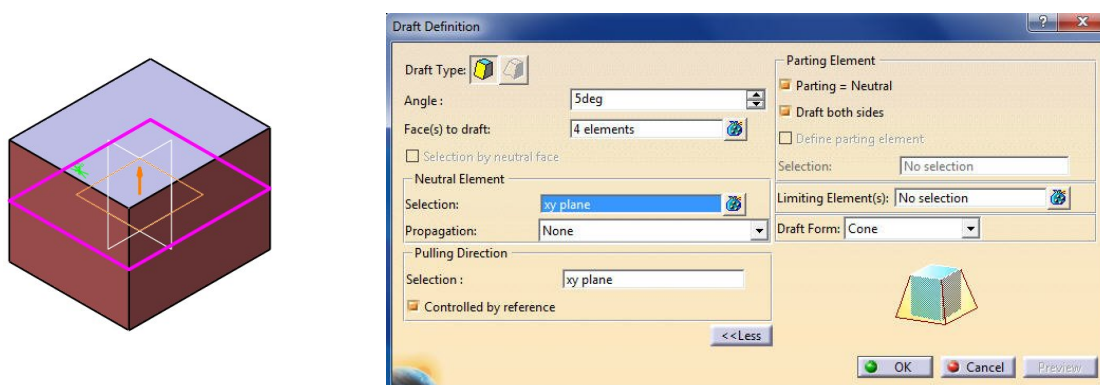 Draft Definition
Draft Type:
Angle :
5deg
Face(s) to draft:
4 elements
Selection by neutral face
Neutral Element
Selection:
xy plane
Propagation:
None
Pulling Direction
Selection :
xy plane
Controlled by reference
<<Less
Parting Element
Parting = Neutral
Draft both sides
Define parting element
Selection:
No selection
Limiting Element(s):
No selection
Draft Form:
Cone
OK
Cancel
Preview